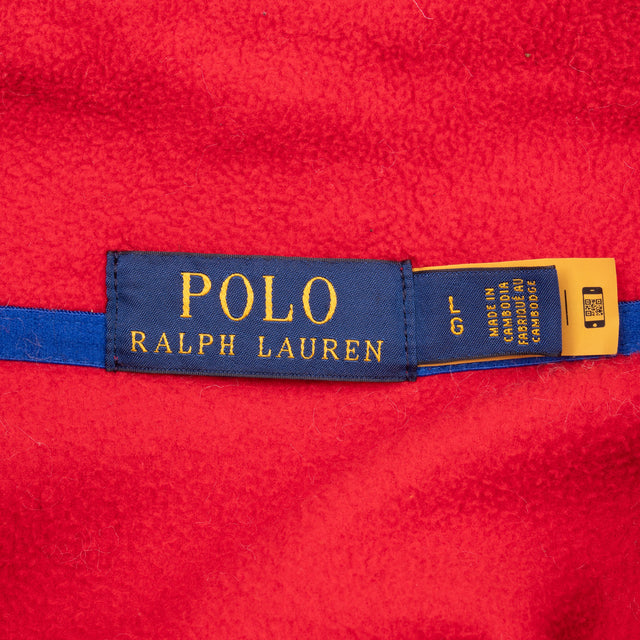 POLO
RALPH LAUREN
L
G
MADE IN
CAMBODIA
FABRIQUÉ AU
CAMBODGE